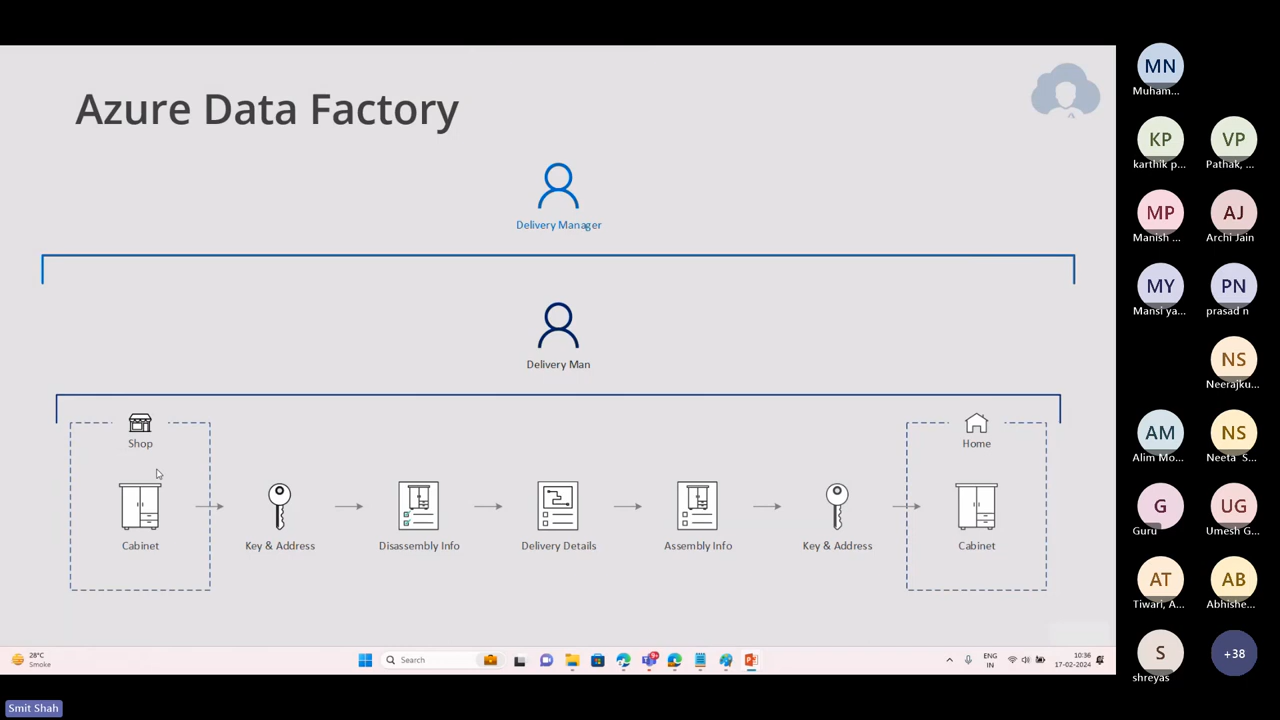 Azure Data Factory
Delivery Manager
Delivery Man
Shop
Home
Cabinet
Key & Address
Disassembly Info
Delivery Details
Assembly Info
Key & Address
Cabinet
MN
Muham...
KP
karthik p...
VP
Pathak, ...
MP
Manish ...
AJ
Archi Jain
MY
Mansi ya...
PN
prasad n
NS
Neerajku...
AM
Alim Mo...
NS
Neeta S...
G
Guru
UG
Umesh G...
AT
Tiwari, A...
AB
Abhishe...
S
shreyas
+38
28°C
Smoke
Search
ENG
IN
10:36
17-02-2024
Smit Shah